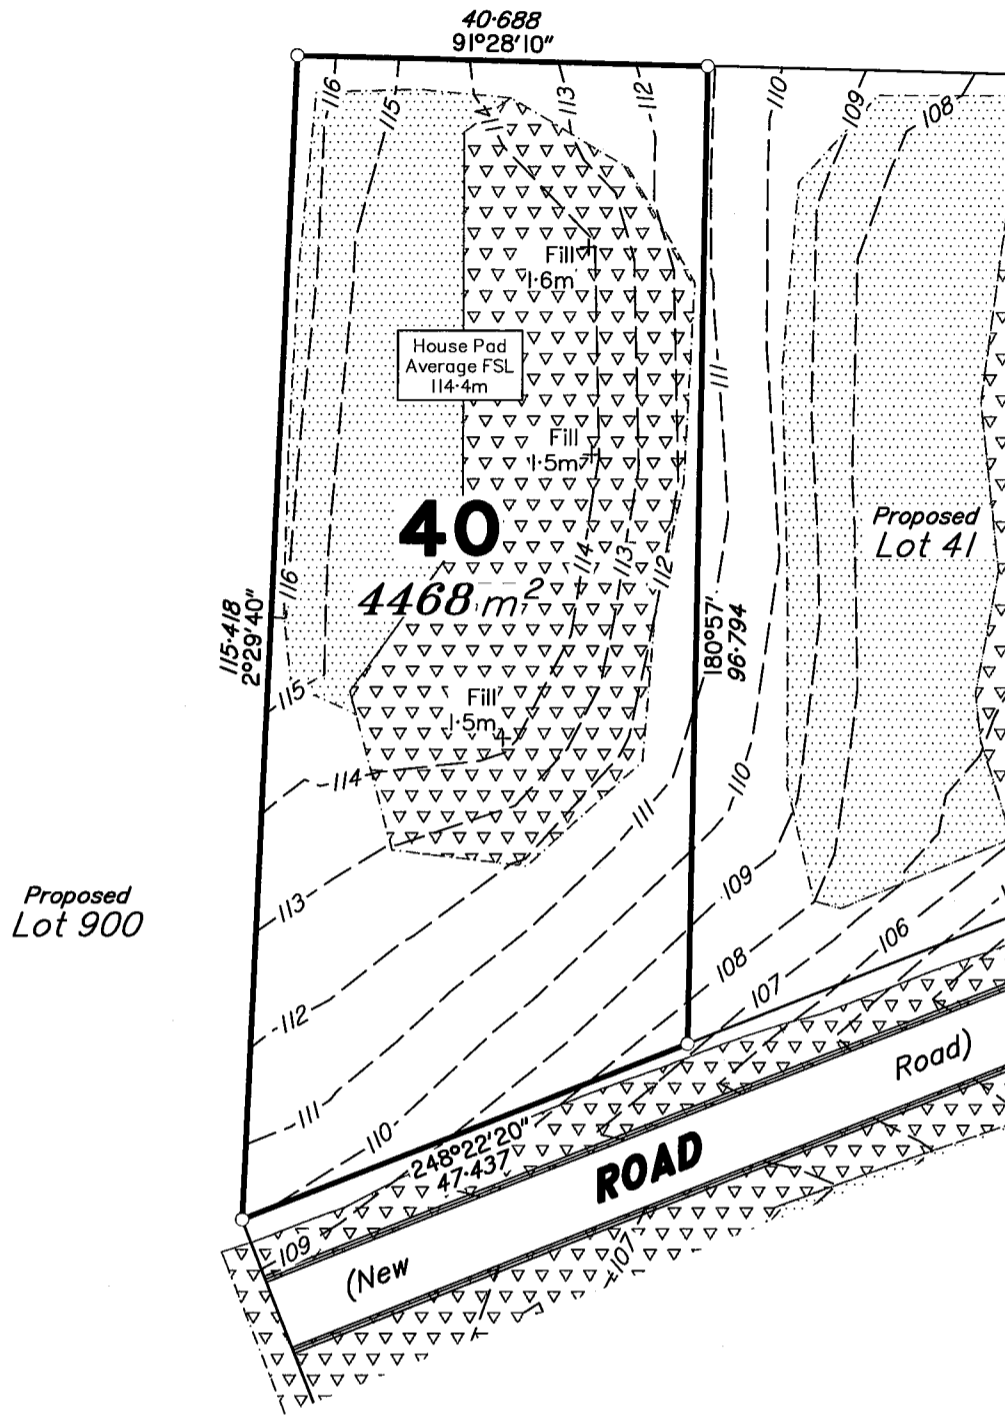 40·688
91°28'10"
116
115
114
113
112
110
109
108
Fill
1·6m
House Pad
Average FSL
114·4m
111
Fill
1·5m
40
4468 m²
Proposed
Lot 41
114
113
112
116
115·418
2°29'40"
180°57'
96·794
115
Fill
1·5m
114
110
111
109
Proposed
Lot 900
113
106
108
107
112
111
110
Road)
248°22'20"
47·437
ROAD
109
(New
107